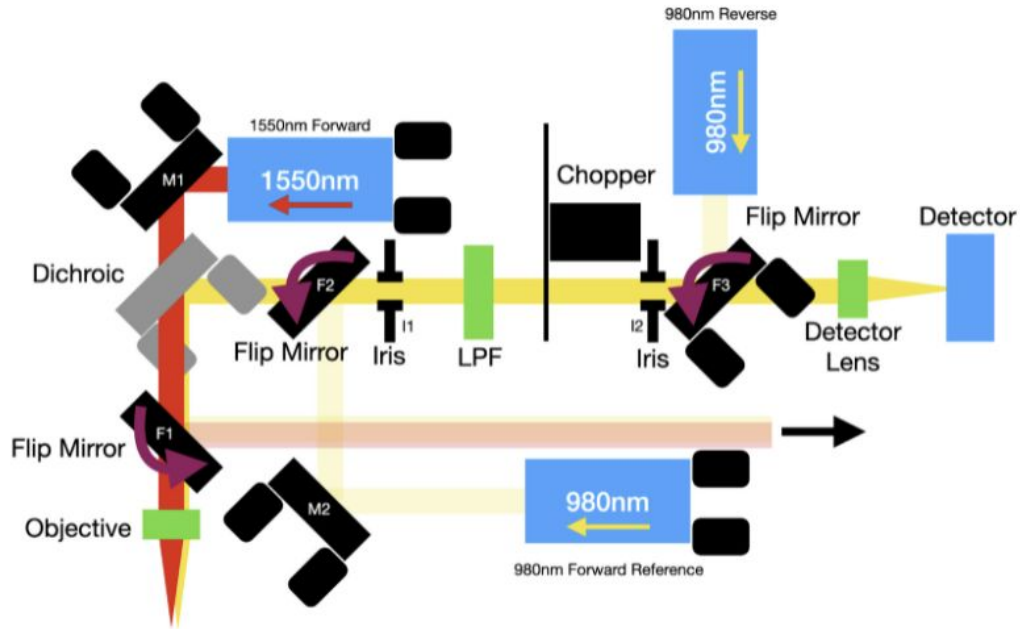 980nm Reverse
980nm
1550nm Forward
1550nm
M1
Chopper
Flip Mirror
Detector
Dichroic
F2
F3
I1
I2
Flip Mirror
Iris
LPF
Iris
Detector
Lens
Flip Mirror
F1
Objective
M2
980nm
980nm Forward Reference